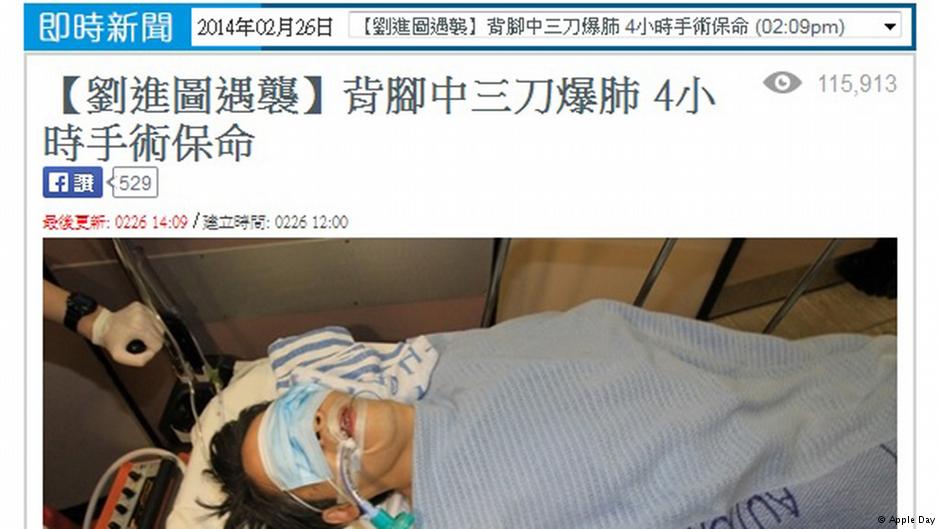 即時新聞
2014年02月26日
【劉進圖遇襲】背腳中三刀爆肺 4小時手術保命 (02:09pm)
【劉進圖遇襲】背腳中三刀爆肺 4小
時手術保命
115,913
讚 529
最後更新: 0226 14:09 / 建立時間: 0226 12:00
© Apple Day